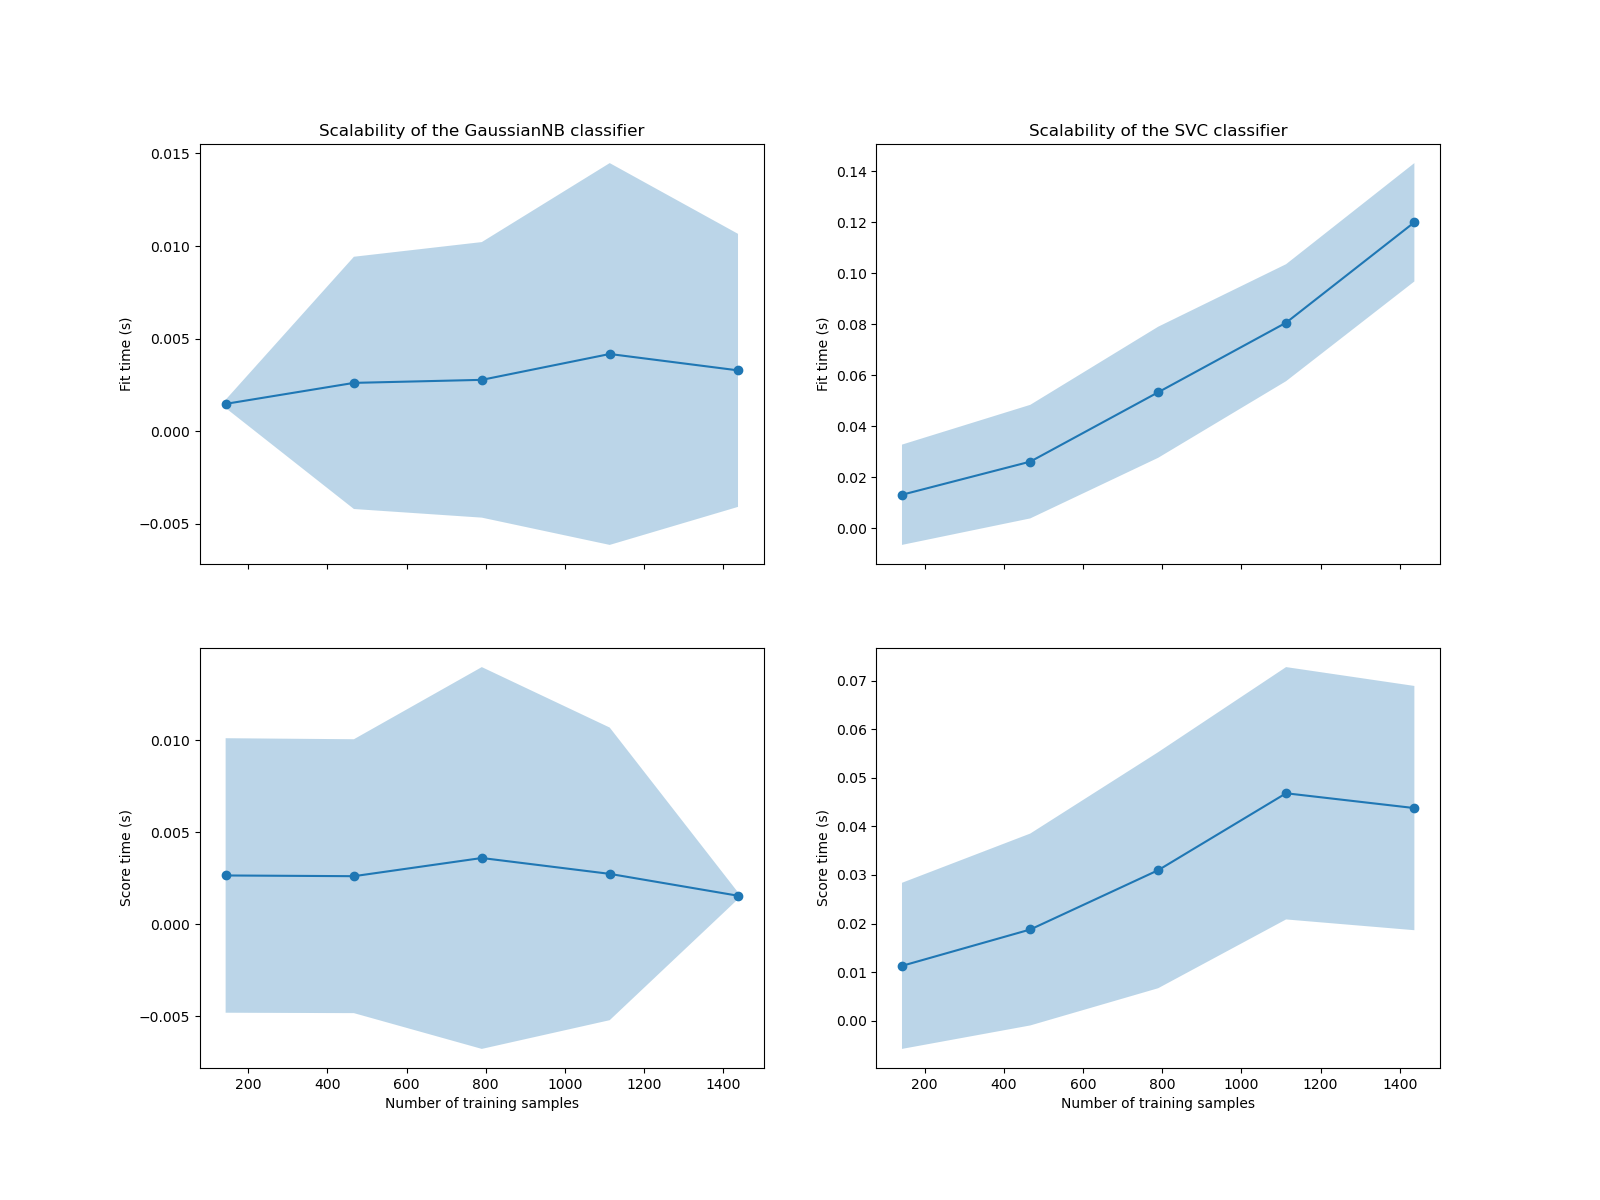 Scalability of the GaussianNB classifier
0.015
0.010
0.005
0.000
−0.005
Fit time (s)
Scalability of the SVC classifier
0.14
0.12
0.10
0.08
0.06
0.04
0.02
0.00
Fit time (s)
0.010
0.005
0.000
−0.005
Score time (s)
200 400 600 800 1000 1200 1400
Number of training samples
0.07
0.06
0.05
0.04
0.03
0.02
0.01
0.00
Score time (s)
200 400 600 800 1000 1200 1400
Number of training samples